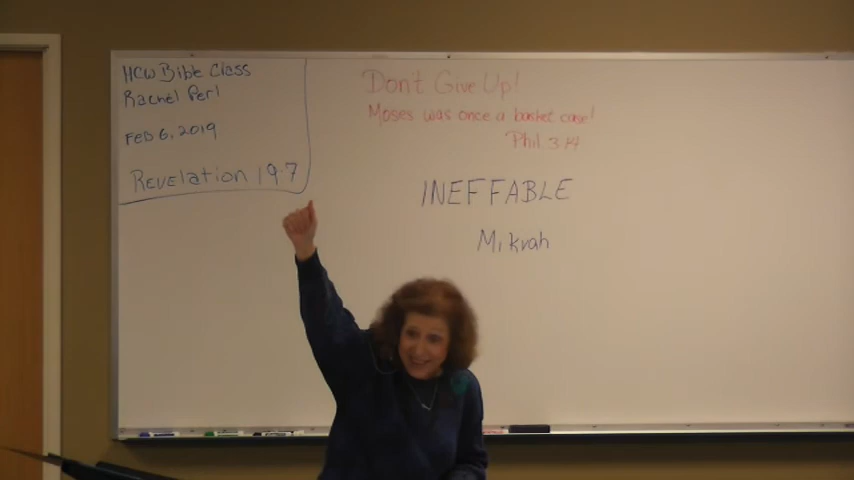 HCW Bible Class
Rachel Perl
FEB 6, 2019
REVELATION 19:7
Don't Give Up!
Moses was once a basket case!
Phil. 3:14
INEFFABLE
Mikvah